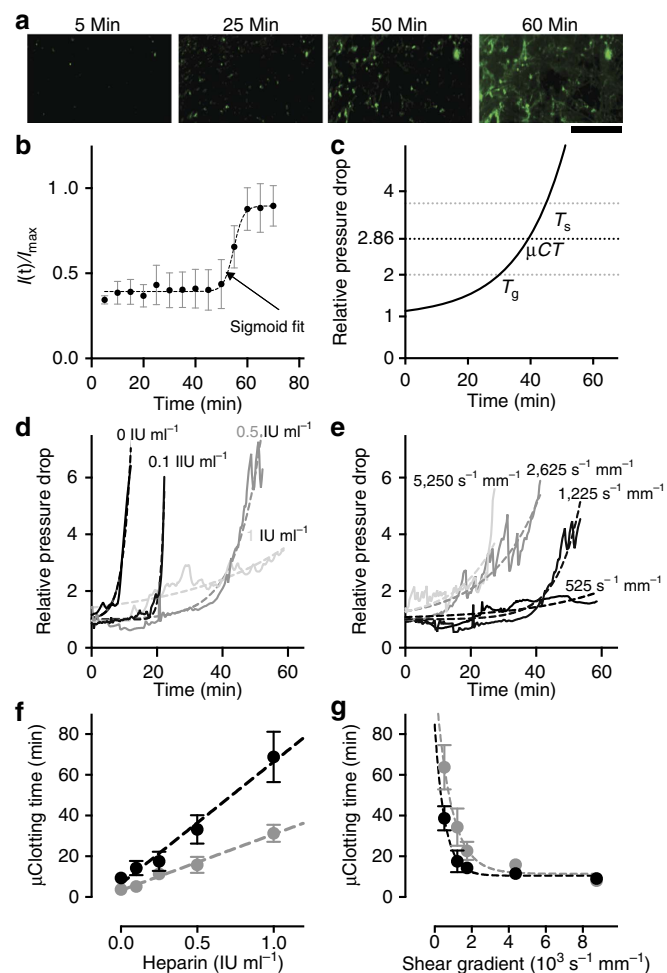 a
5 Min 25 Min 50 Min 60 Min
b
I(t)/Imax
1.0
0.5
0.0
0 20 40 60 80
Time (min)
Sigmoid fit
c
Relative pressure drop
4
2.86
2
1
0
0 20 40 60
Time (min)
Ts
μCT
Tg
d
Relative pressure drop
6
4
2
0
0 20 40 60
Time (min)
0 IU ml⁻¹
0.1 IIU ml⁻¹
0.5 IU ml⁻¹
1 IU ml⁻¹
e
Relative pressure drop
6
4
2
0
0 20 40 60
Time (min)
5,250 s⁻¹ mm⁻¹
2,625 s⁻¹ mm⁻¹
1,225 s⁻¹ mm⁻¹
525 s⁻¹ mm⁻¹
f
μClotting time (min)
80
60
40
20
0
0.0 0.5 1.0
Heparin (IU ml⁻¹)
g
μClotting time (min)
80
60
40
20
0
0 2 4 6 8
Shear gradient (10³ s⁻¹ mm⁻¹)